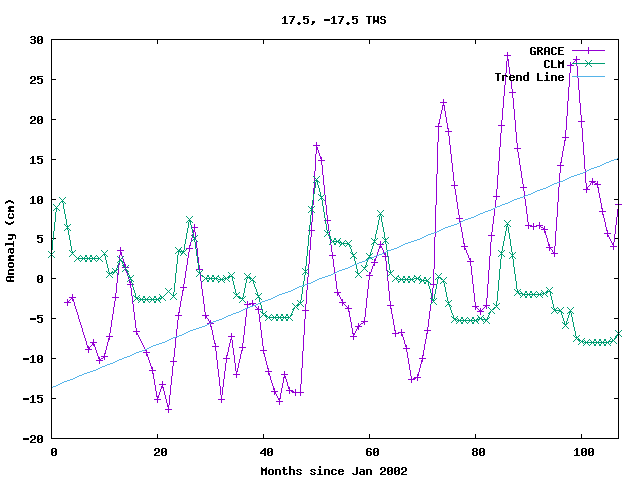 17.5, -17.5 TWS
30
25
20
15
10
5
0
-5
-10
-15
-20
Anomaly (cm)
GRACE
CLM
Trend Line
0 20 40 60 80 100
Months since Jan 2002